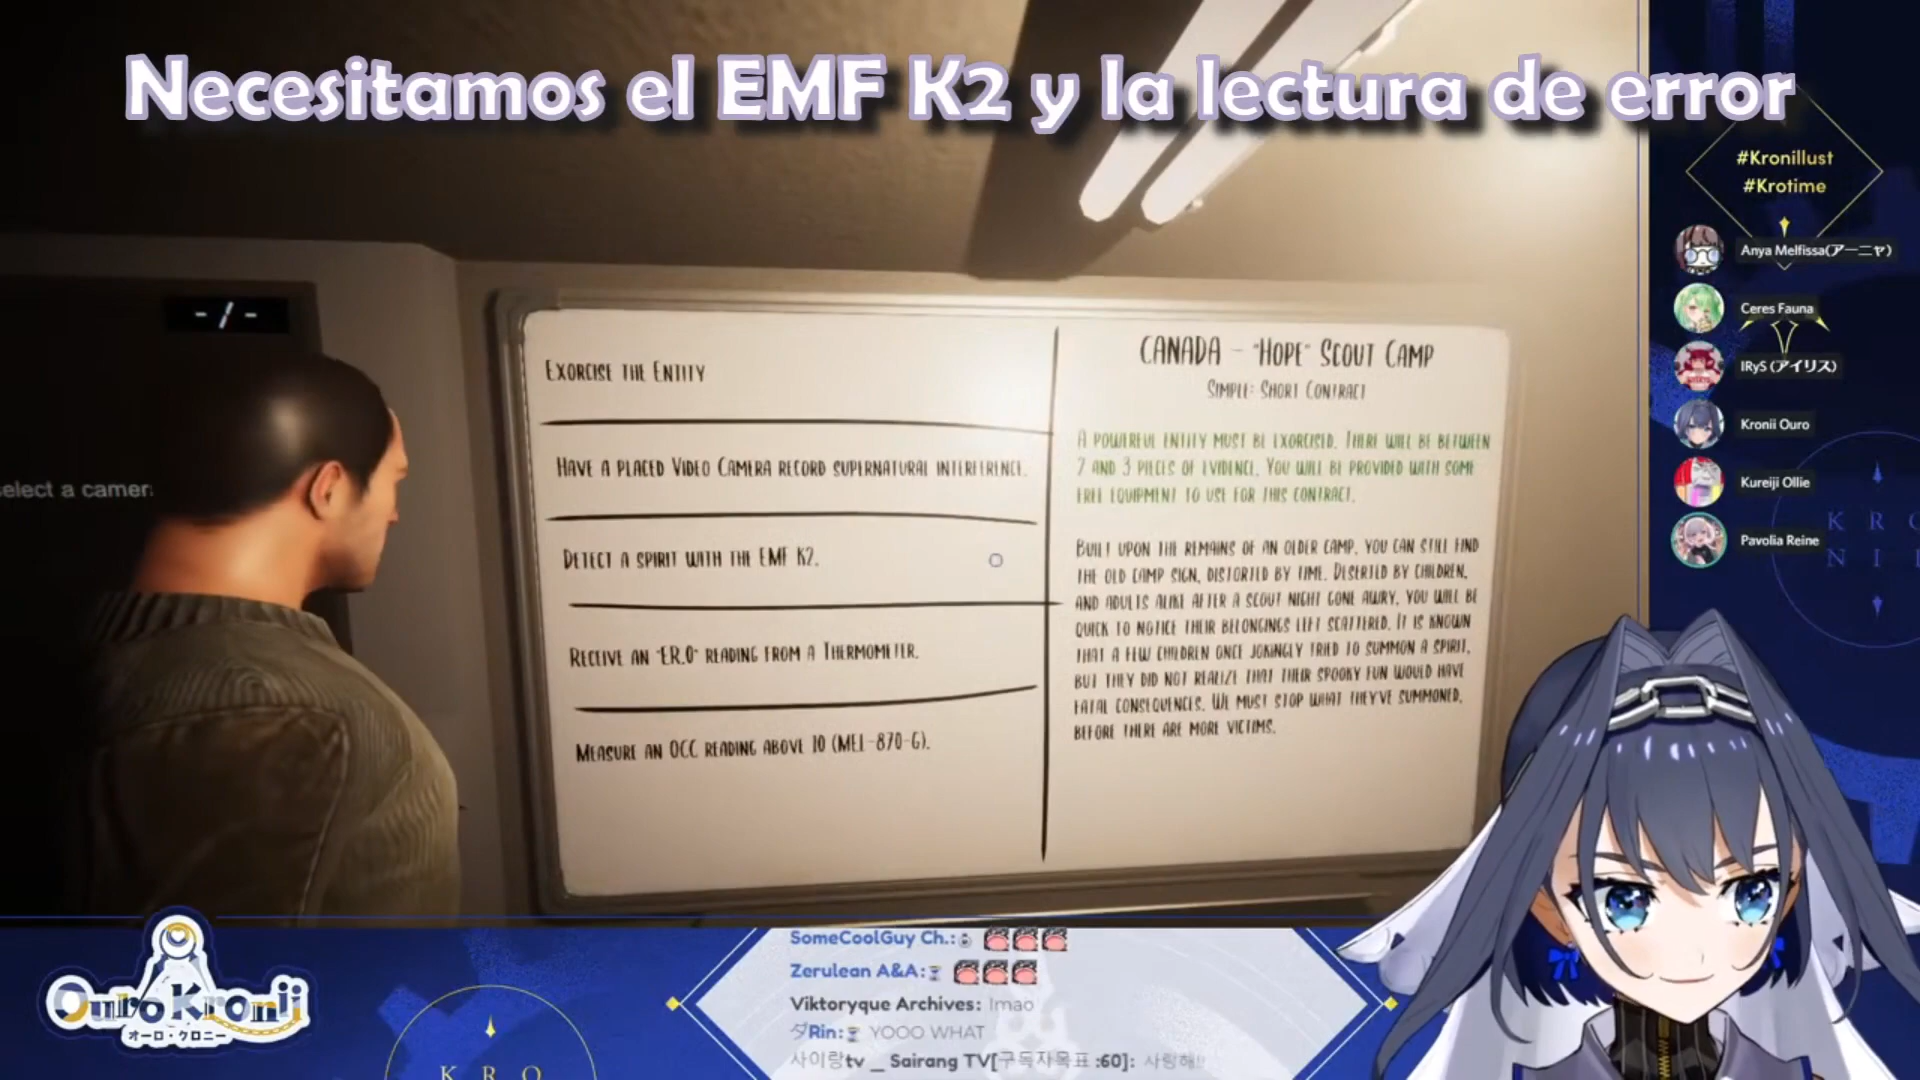 Necesitamos el EMF K2 y la lectura de error
#Kronillust
#Krotime
Anya Melfissa(アーニャ)
Ceres Fauna
IRyS (アイリス)
Kronii Ouro
Kureiji Ollie
Pavolia Reine
- / -
elect a camer
EXORCISE THE ENTITY
HAVE A PLACED VIDEO CAMERA RECORD SUPERNATURAL INTERFERENCE.
DETECT A SPIRIT WITH THE EMF K2.
RECEIVE AN "ER.0" READING FROM A THERMOMETER.
MEASURE AN OCC READING ABOVE 10 (MEL-870-G).
CANADA - "HOPE" SCOUT CAMP
SIMPLE: SHORT CONTRACT
A POWERFUL ENTITY MUST BE EXORCISED. THERE WILL BE BETWEEN
2 AND 3 PIECES OF EVIDENCE. YOU WILL BE PROVIDED WITH SOME
FREE EQUIPMENT TO USE FOR THIS CONTRACT.
BUILT UPON THE REMAINS OF AN OLDER CAMP, YOU CAN STILL FIND
THE OLD CAMP SIGN, DISTORTED BY TIME. DESERTED BY CHILDREN,
AND ADULTS ALIKE AFTER A SCOUT NIGHT GONE AWRY, YOU WILL BE
QUICK TO NOTICE THEIR BELONGINGS LEFT SCATTERED. IT IS KNOWN
THAT A FEW CHILDREN ONCE JOKINGLY TRIED TO SUMMON A SPIRIT,
BUT THEY DID NOT REALIZE THAT THEIR SPOOKY FUN WOULD HAVE
FATAL CONSEQUENCES. WE MUST STOP WHAT THEY'VE SUMMONED,
BEFORE THERE ARE MORE VICTIMS.
KRO
NII
Ouro Kronii
オーロ・クロニー
KRO
SomeCoolGuy Ch.:
Zerulean A&A:
Viktoryque Archives: lmao
Rin: YOOO WHAT
사이랑tv _ Sairang TV[구독자목표 :60]: 사랑해